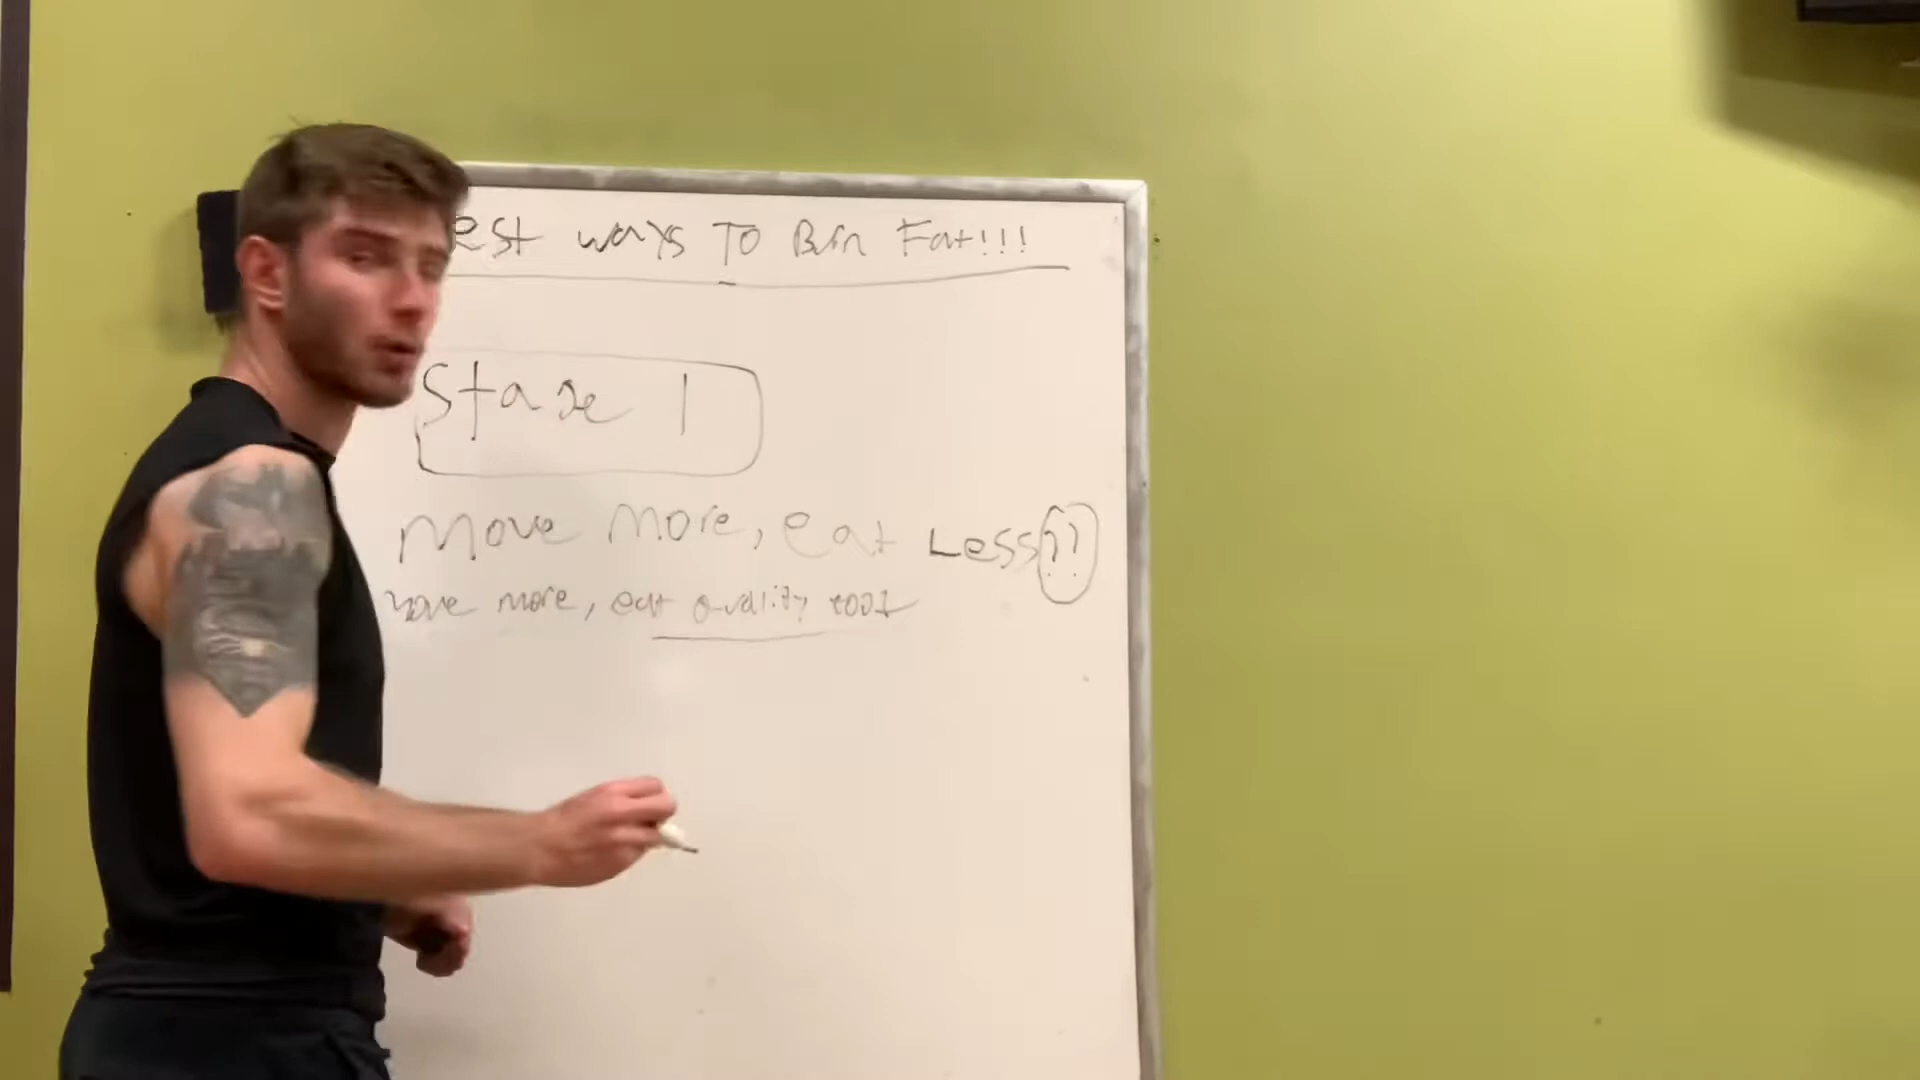 est ways To Burn Fat!!!
Stage 1
Move More, eat Less??
Move more, eat quality food